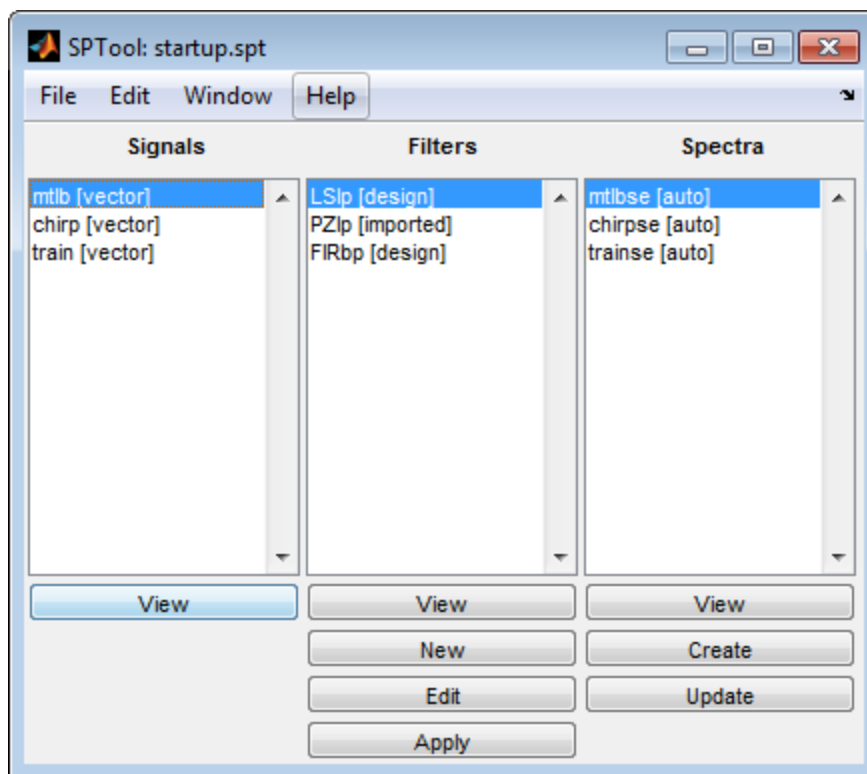 SPTool: startup.spt
File Edit Window Help
Signals Filters Spectra
mtlb [vector] LSlp [design] mtlbse [auto]
chirp [vector] PZlp [imported] chirpse [auto]
train [vector] FIRbp [design] trainse [auto]
View View View
New Create
Edit Update
Apply